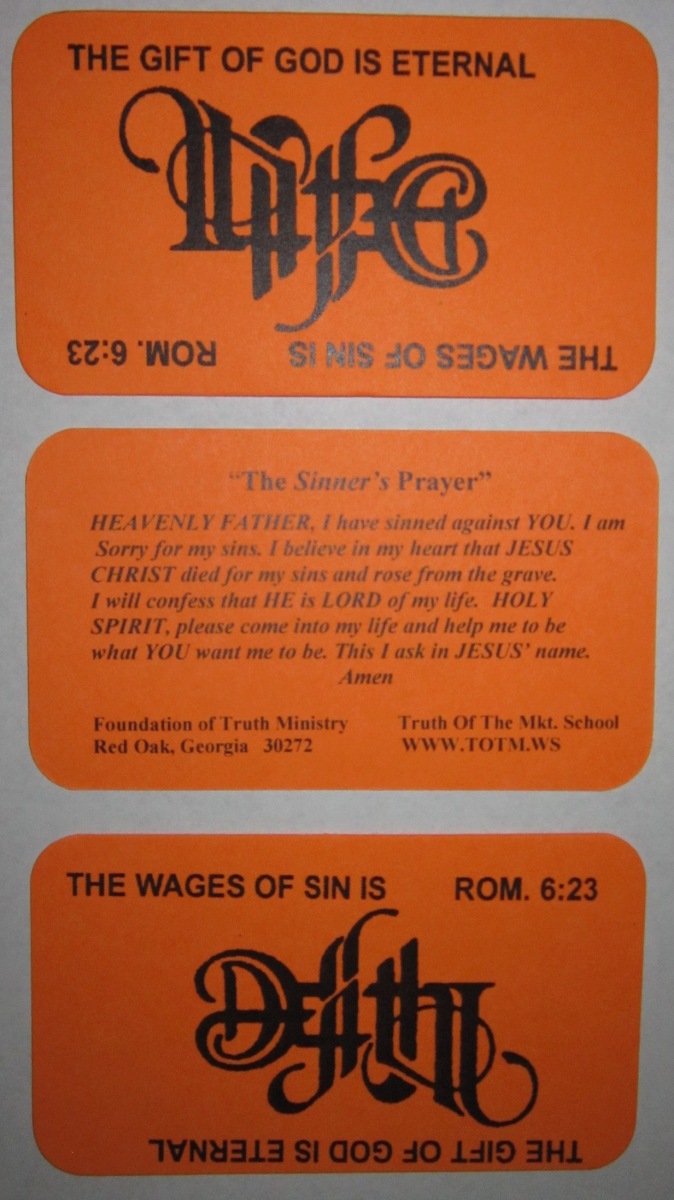 THE GIFT OF GOD IS ETERNAL
Life
THE WAGES OF SIN IS ROM. 6:23
"The Sinner's Prayer"
HEAVENLY FATHER, I have sinned against YOU. I am
Sorry for my sins. I believe in my heart that JESUS
CHRIST died for my sins and rose from the grave.
I will confess that HE is LORD of my life. HOLY
SPIRIT, please come into my life and help me to be
what YOU want me to be. This I ask in JESUS' name.
Amen
Foundation of Truth Ministry Truth Of The Mkt. School
Red Oak, Georgia 30272 WWW.TOTM.WS
THE WAGES OF SIN IS ROM. 6:23
Death
THE GIFT OF GOD IS ETERNAL